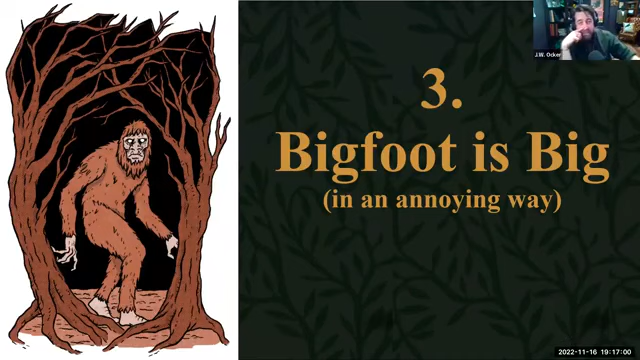 J.W. Ocker
3.
Bigfoot is Big
(in an annoying way)
2022-11-16 19:17:00